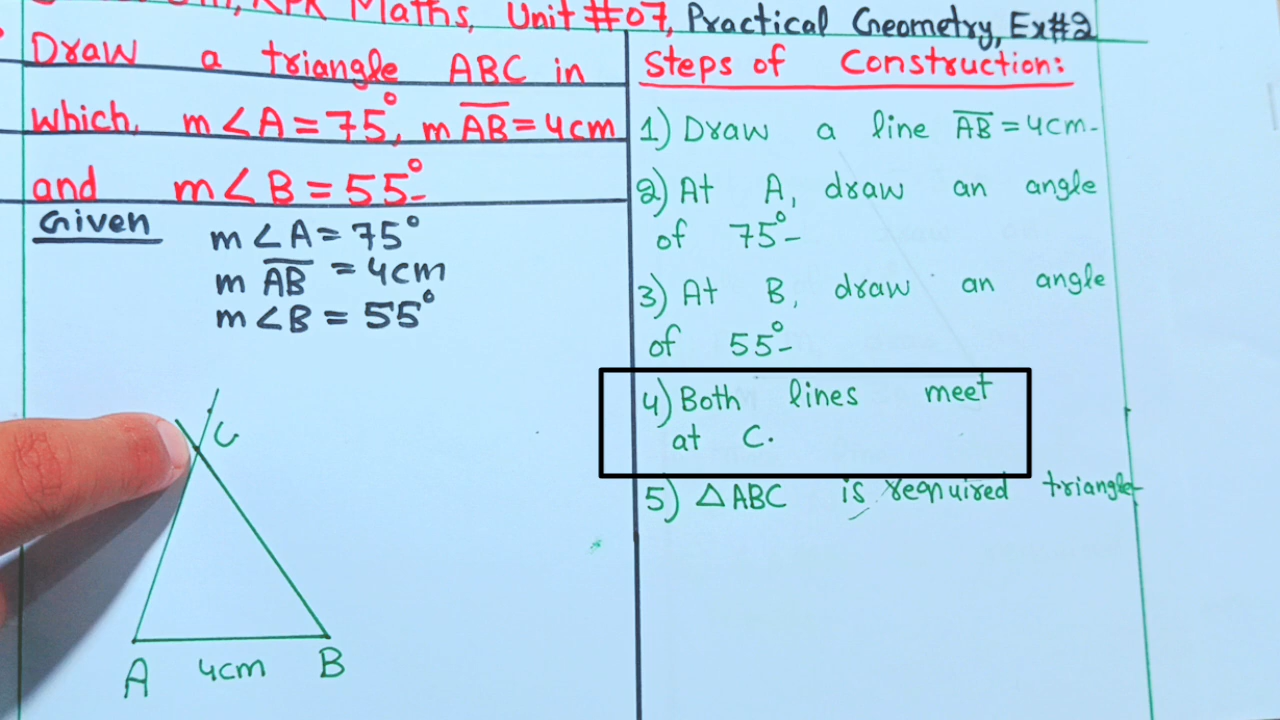 Maths, Unit #07, Practical Geometry, Ex#2
Draw a triangle ABC in
which, m∠A=75°, mAB=4cm
and m∠B=55°-
Given
m∠A=75°
m AB = 4cm
m∠B = 55°
C
A 4cm B
Steps of Construction:
1) Draw a line AB=4cm-
2) At A, draw an angle
of 75°-
3) At B, draw an angle
of 55°-
4) Both lines meet
at C.
5) △ABC is required triangle-